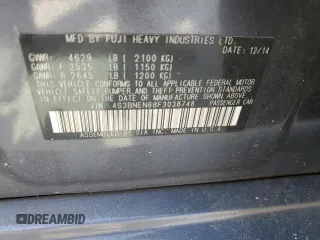 MFD BY FUJI HEAVY INDUSTRIES LTD.
DATE: 12/14
GVWR: 4629 LB ( 2100 KG)
GAWR: F 2535 LB ( 1150 KG)
GAWR: R 2645 LB ( 1200 KG)
THIS VEHICLE CONFORMS TO ALL APPLICABLE
FEDERAL MOTOR VEHICLE SAFETY, BUMPER,
AND THEFT PREVENTION STANDARDS
IN EFFECT ON THE DATE OF MANUFACTURE
SHOWN ABOVE.
VIN: 4S3BNEN68F3038748 PASSENGER CAR
ASSEMBLED BY SIA INC. MADE IN U.S.A.
DREAMBID
DREAMBID.COM